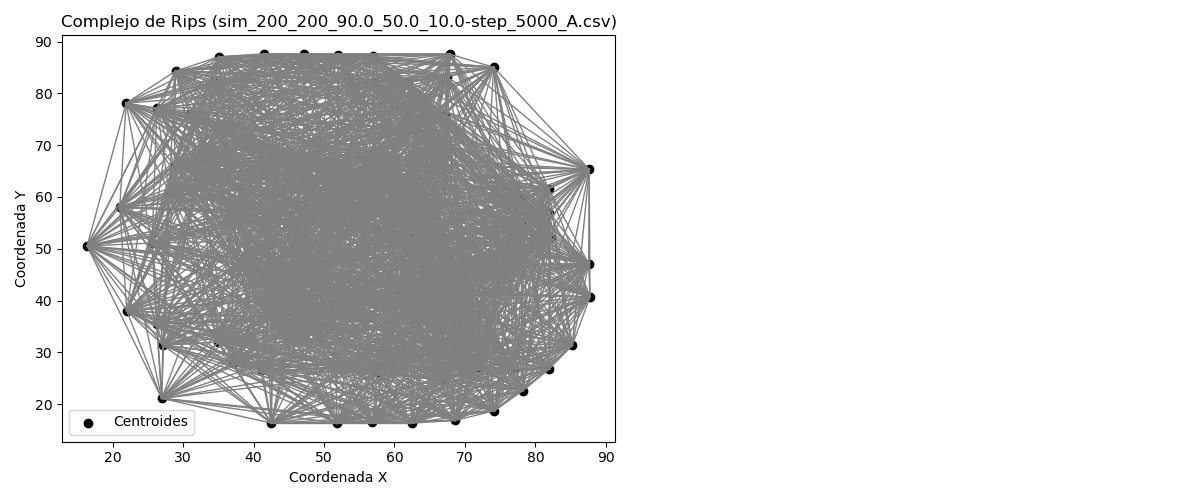 Complejo de Rips (sim_200_200_90.0_50.0_10.0-step_5000_A.csv)
90
80
70
60
50
40
30
20
Coordenada Y
Centroides
20 30 40 50 60 70 80 90
Coordenada X